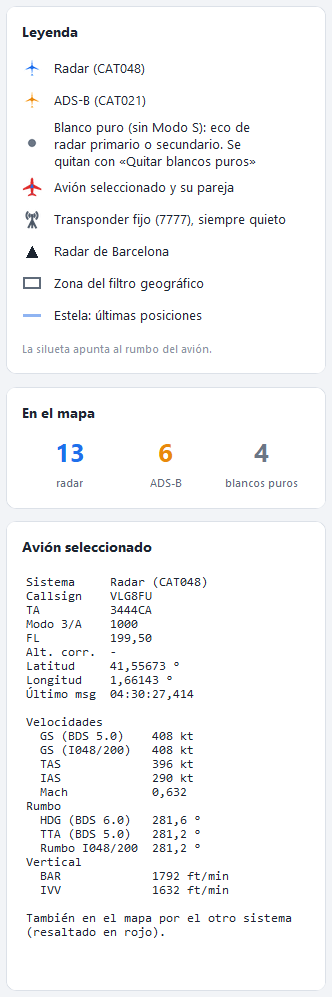 Leyenda
Radar (CAT048)
ADS-B (CAT021)
Blanco puro (sin Modo S): eco de
radar primario o secundario. Se
quitan con «Quitar blancos puros»
Avión seleccionado y su pareja
Transponder fijo (7777), siempre quieto
Radar de Barcelona
Zona del filtro geográfico
Estela: últimas posiciones
La silueta apunta al rumbo del avión.
En el mapa
13 6 4
radar ADS-B blancos puros
Avión seleccionado
Sistema Radar (CAT048)
Callsign VLG8FU
TA 3444CA
Modo 3/A 1000
FL 199,50
Alt. corr. -
Latitud 41,55673 °
Longitud 1,66143 °
Último msg 04:30:27,414
Velocidades
GS (BDS 5.0) 408 kt
GS (I048/200) 408 kt
TAS 396 kt
IAS 290 kt
Mach 0,632
Rumbo
HDG (BDS 6.0) 281,6 °
TTA (BDS 5.0) 281,2 °
Rumbo I048/200 281,2 °
Vertical
BAR 1792 ft/min
IVV 1632 ft/min
También en el mapa por el otro sistema
(resaltado en rojo).